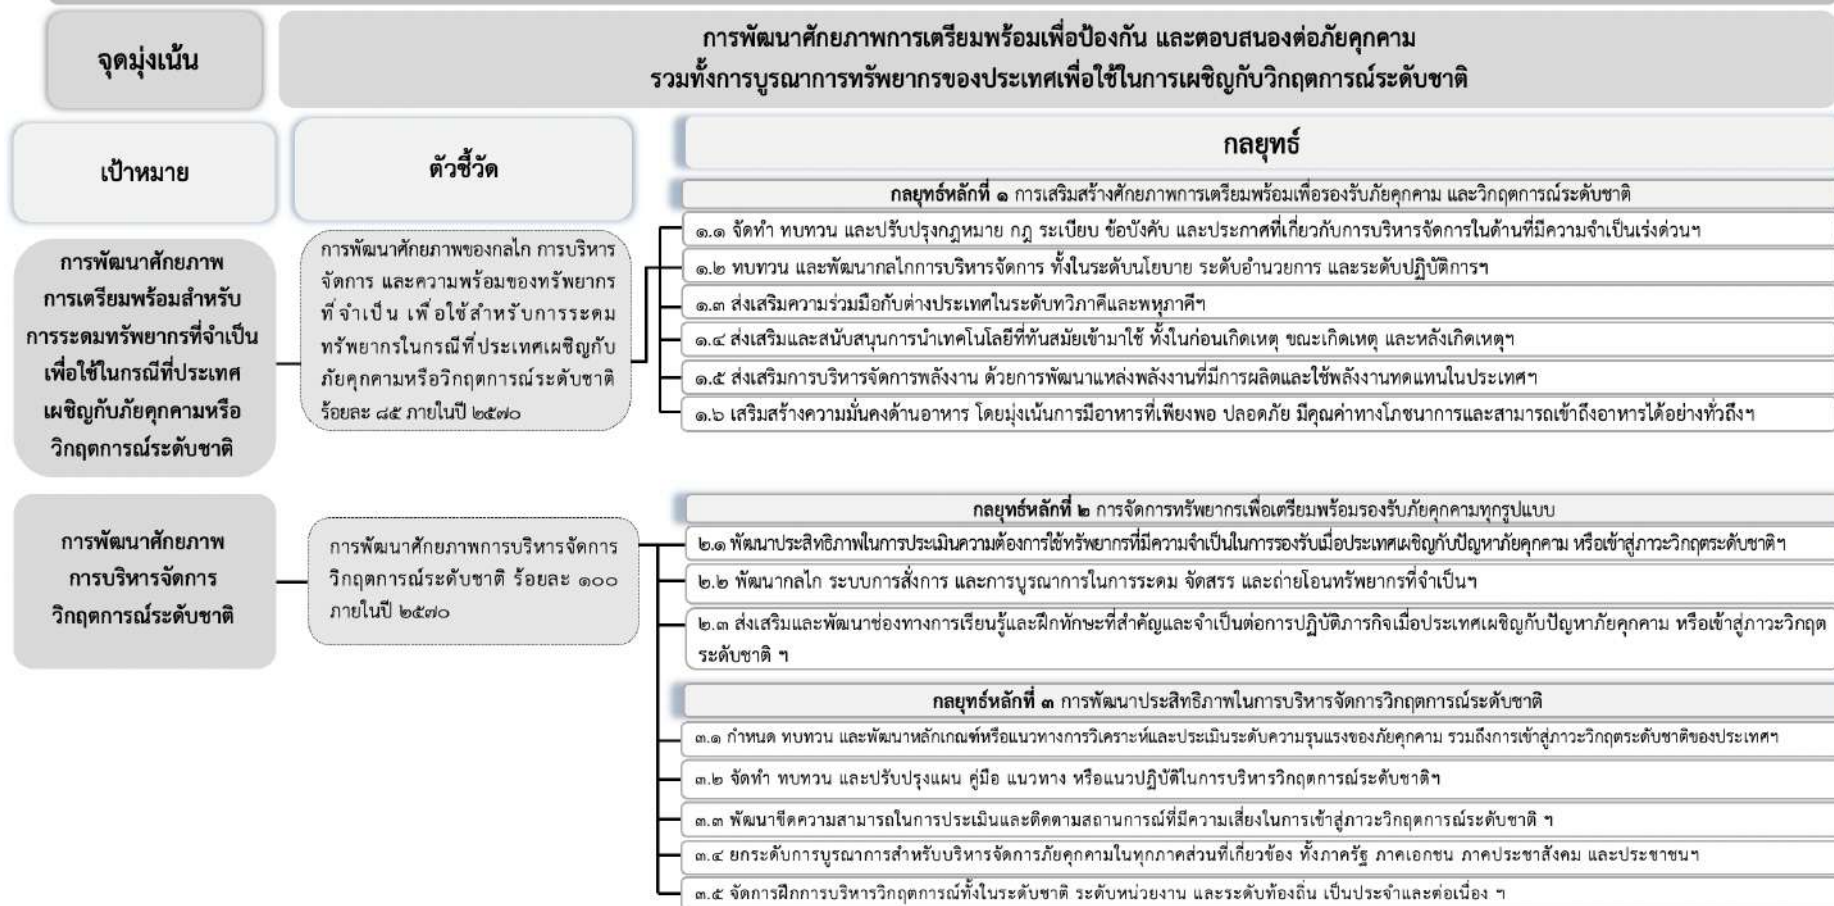 จุดมุ่งเน้น
การพัฒนาศักยภาพการเตรียมพร้อมเพื่อป้องกัน และตอบสนองต่อภัยคุกคาม
รวมทั้งการบูรณาการทรัพยากรของประเทศเพื่อใช้ในการเผชิญกับวิกฤตการณ์ระดับชาติ
เป้าหมาย
ตัวชี้วัด
กลยุทธ์
การพัฒนาศักยภาพ
การเตรียมพร้อมสำหรับ
การระดมทรัพยากรที่จำเป็น
เพื่อใช้ในกรณีที่ประเทศ
เผชิญกับภัยคุกคามหรือ
วิกฤตการณ์ระดับชาติ
การพัฒนาศักยภาพของกลไก การบริหาร
จัดการ และความพร้อมของทรัพยากร
ที่จำเป็น เพื่อใช้สำหรับการระดม
ทรัพยากรในกรณีที่ประเทศเผชิญกับ
ภัยคุกคามหรือวิกฤตการณ์ระดับชาติ
ร้อยละ ๘๕ ภายในปี ๒๕๗๐
กลยุทธ์หลักที่ ๑ การเสริมสร้างศักยภาพการเตรียมพร้อมเพื่อรองรับภัยคุกคาม และวิกฤตการณ์ระดับชาติ
๑.๑ จัดทำ ทบทวน และปรับปรุงกฎหมาย กฎ ระเบียบ ข้อบังคับ และประกาศที่เกี่ยวกับการบริหารจัดการในด้านที่มีความจำเป็นเร่งด่วนฯ
๑.๒ ทบทวน และพัฒนากลไกการบริหารจัดการ ทั้งในระดับนโยบาย ระดับอำนวยการ และระดับปฏิบัติการฯ
๑.๓ ส่งเสริมความร่วมมือกับต่างประเทศในระดับทวิภาคีและพหุภาคีฯ
๑.๔ ส่งเสริมและสนับสนุนการนำเทคโนโลยีที่ทันสมัยเข้ามาใช้ ทั้งในก่อนเกิดเหตุ ขณะเกิดเหตุ และหลังเกิดเหตุฯ
๑.๕ ส่งเสริมการบริหารจัดการพลังงาน ด้วยการพัฒนาแหล่งพลังงานที่มีการผลิตและใช้พลังงานทดแทนในประเทศฯ
๑.๖ เสริมสร้างความมั่นคงด้านอาหาร โดยมุ่งเน้นการมีอาหารที่เพียงพอ ปลอดภัย มีคุณค่าทางโภชนาการและสามารถเข้าถึงอาหารได้อย่างทั่วถึงฯ
การพัฒนาศักยภาพ
การบริหารจัดการ
วิกฤตการณ์ระดับชาติ
การพัฒนาศักยภาพการบริหารจัดการ
วิกฤตการณ์ระดับชาติ ร้อยละ ๑๐๐
ภายในปี ๒๕๗๐
กลยุทธ์หลักที่ ๒ การจัดการทรัพยากรเพื่อเตรียมพร้อมรองรับภัยคุกคามทุกรูปแบบ
๒.๑ พัฒนาประสิทธิภาพในการประเมินความต้องการใช้ทรัพยากรที่มีความจำเป็นในการรองรับเมื่อประเทศเผชิญกับปัญหาภัยคุกคาม หรือเข้าสู่ภาวะวิกฤตระดับชาติฯ
๒.๒ พัฒนากลไก ระบบการสั่งการ และการบูรณาการในการระดม จัดสรร และถ่ายโอนทรัพยากรที่จำเป็นฯ
๒.๓ ส่งเสริมและพัฒนาช่องทางการเรียนรู้และฝึกทักษะที่สำคัญและจำเป็นต่อการปฏิบัติภารกิจเมื่อประเทศเผชิญกับปัญหาภัยคุกคาม หรือเข้าสู่ภาวะวิกฤต
ระดับชาติ ฯ
กลยุทธ์หลักที่ ๓ การพัฒนาประสิทธิภาพในการบริหารจัดการวิกฤตการณ์ระดับชาติ
๓.๑ กำหนด ทบทวน และพัฒนาหลักเกณฑ์หรือแนวทางการวิเคราะห์และประเมินระดับความรุนแรงของภัยคุกคาม รวมถึงการเข้าสู่ภาวะวิกฤตระดับชาติของประเทศฯ
๓.๒ จัดทำ ทบทวน และปรับปรุงแผน คู่มือ แนวทาง หรือแนวปฏิบัติในการบริหารวิกฤตการณ์ระดับชาติฯ
๓.๓ พัฒนาขีดความสามารถในการประเมินและติดตามสถานการณ์ที่มีความเสี่ยงในการเข้าสู่ภาวะวิกฤตการณ์ระดับชาติ ฯ
๓.๔ ยกระดับการบูรณาการสำหรับบริหารจัดการภัยคุกคามในทุกภาคส่วนที่เกี่ยวข้อง ทั้งภาครัฐ ภาคเอกชน ภาคประชาสังคม และประชาชนฯ
๓.๕ จัดการฝึกการบริหารวิกฤตการณ์ทั้งในระดับชาติ ระดับหน่วยงาน และระดับท้องถิ่น เป็นประจำและต่อเนื่อง ฯ